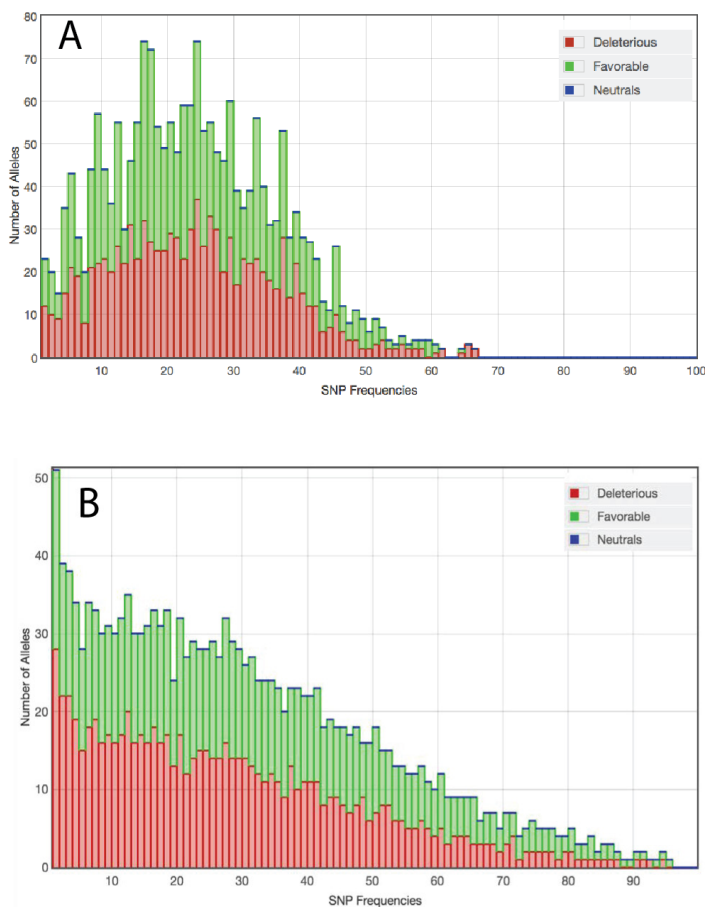 A
Deleterious
Favorable
Neutrals
80
70
60
50
40
30
20
10
0
Number of Alleles
10 20 30 40 50 60 70 80 90 100
SNP Frequencies
B
Deleterious
Favorable
Neutrals
50
40
30
20
10
0
Number of Alleles
10 20 30 40 50 60 70 80 90
SNP Frequencies